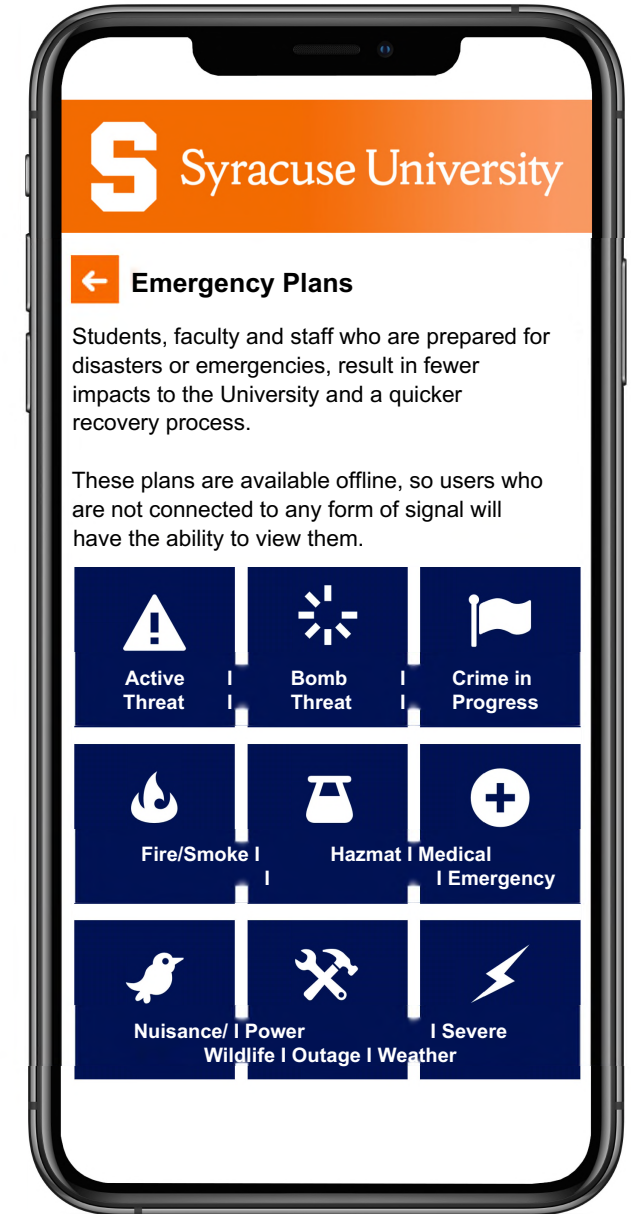 S Syracuse University
Emergency Plans
Students, faculty and staff who are prepared for
disasters or emergencies, result in fewer
impacts to the University and a quicker
recovery process.
These plans are available offline, so users who
are not connected to any form of signal will
have the ability to view them.
Active I Bomb I Crime in
Threat I Threat I Progress
Fire/Smoke I Hazmat I Medical
I I Emergency
Nuisance/ I Power I Severe
Wildlife I Outage I Weather